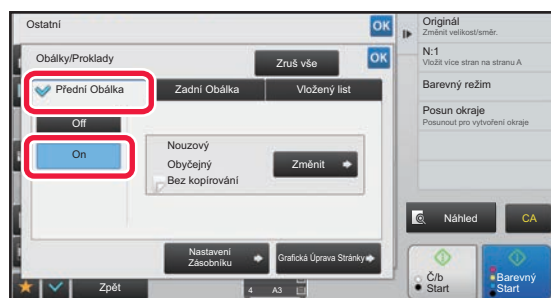 Ostatní
OK
Obálky/Proklady
Zruš vše
OK
Přední Obálka
Zadní Obálka
Vložený list
Off
On
Nouzový
Obyčejný
Bez kopírování
Změnit
Nastavení
Zásobníku
Grafická Úprava Stránky
Zpět
4
A3
Originál
Změnit velikost/směr.
N:1
Vložit více stran na stranu A
Barevný režim
Posun okraje
Posunout pro vytvoření okraje
Náhled
CA
Č/b
Start
Barevný
Start